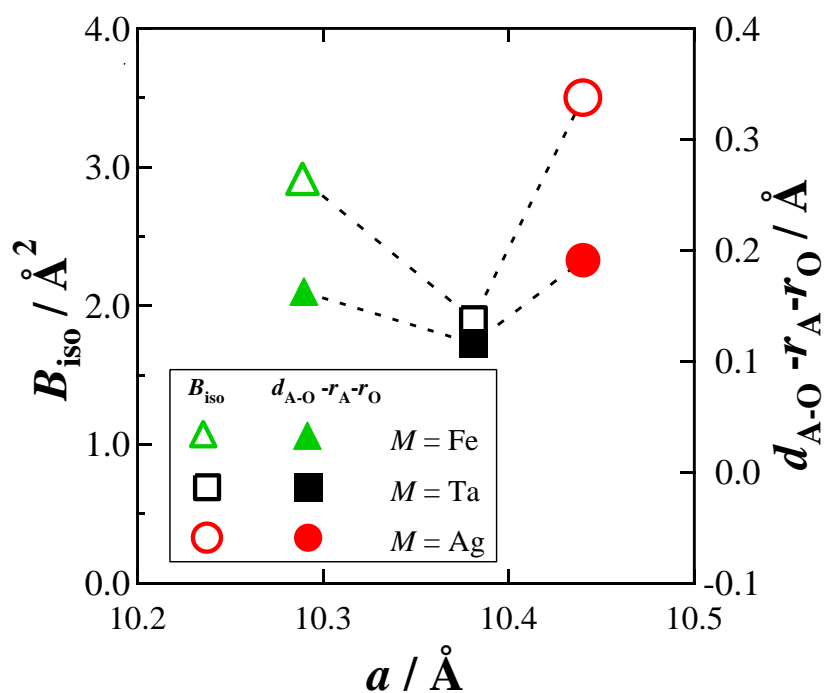 4.0
3.0
2.0
1.0
0.0
B_iso / Å^2
0.4
0.3
0.2
0.1
0.0
-0.1
d_A-O -r_A-r_O / Å
B_iso d_A-O -r_A-r_O
M = Fe
M = Ta
M = Ag
10.2 10.3 10.4 10.5
a / Å